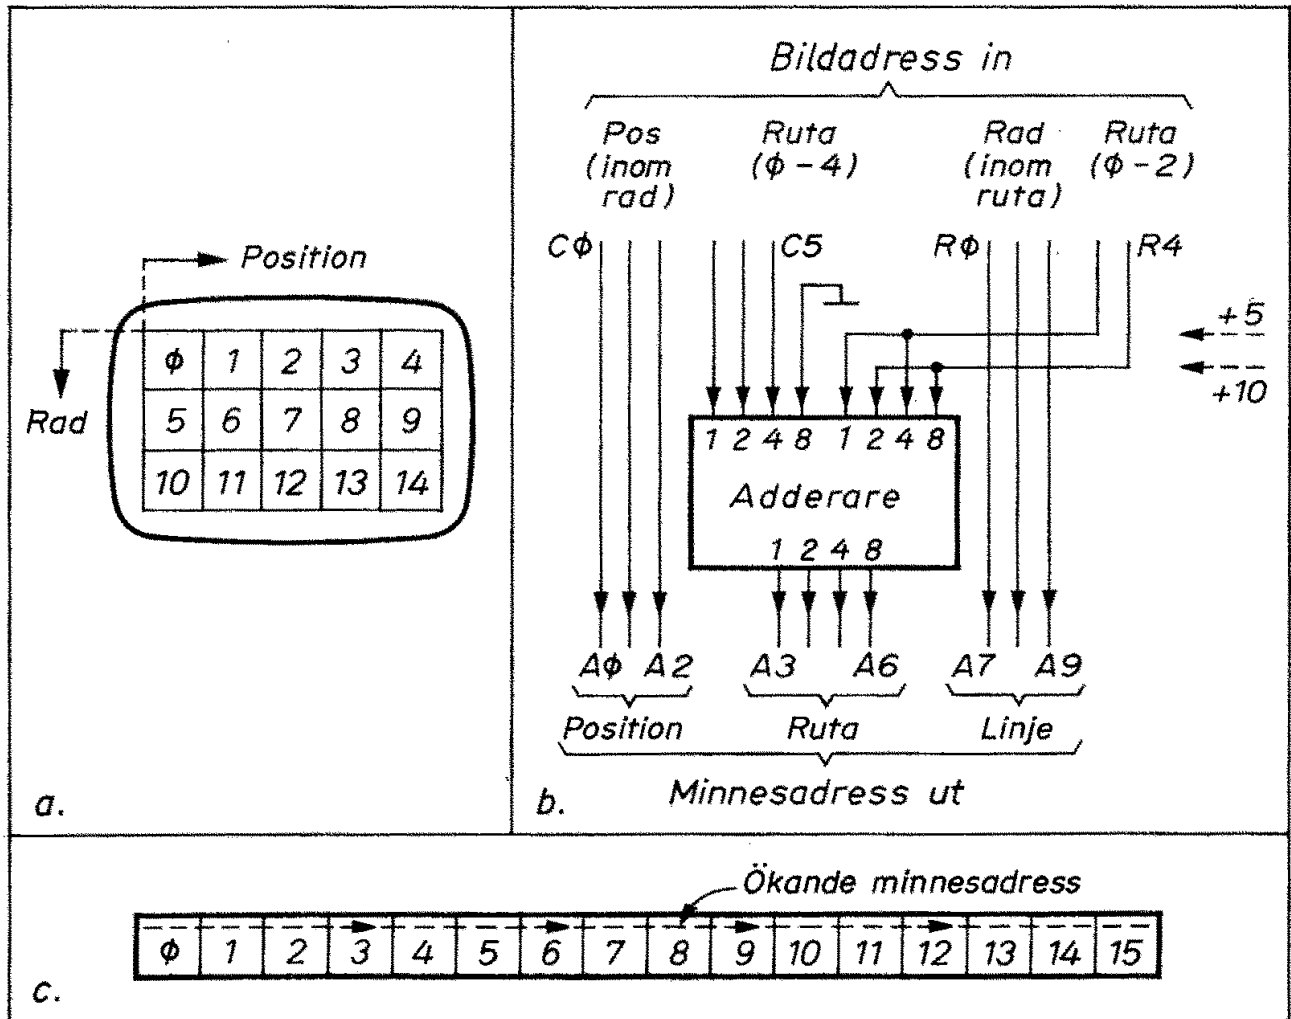 Position
Rad
ϕ 1 2 3 4
5 6 7 8 9
10 11 12 13 14
a.
Bildadress in
Pos (inom rad)
Ruta (ϕ-4)
Rad (inom ruta)
Ruta (ϕ-2)
Cϕ C5 Rϕ R4
+5
+10
1 2 4 8 1 2 4 8
Adderare
1 2 4 8
Aϕ A2 A3 A6 A7 A9
Position Ruta Linje
Minnesadress ut
b.
Ökande minnesadress
ϕ 1 2 3 4 5 6 7 8 9 10 11 12 13 14 15
c.